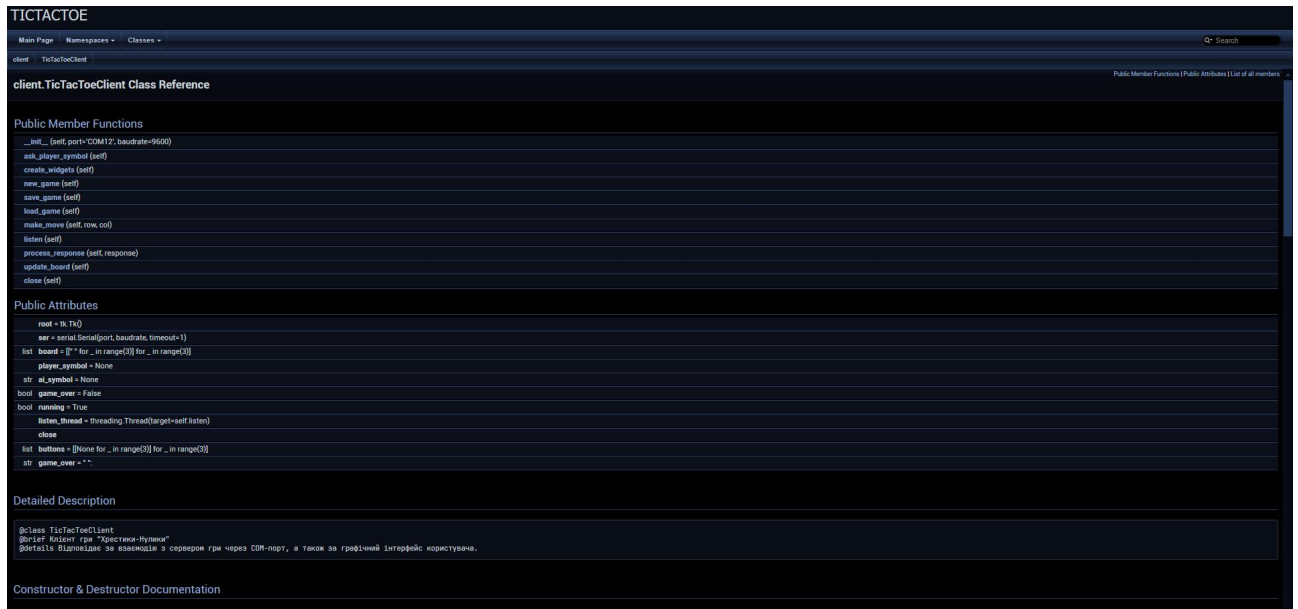 TICTACTOE
Main Page Namespaces Classes Search
client TicTacToeClient
Public Member Functions | Public Attributes | List of all members
client.TicTacToeClient Class Reference
Public Member Functions
__init__ (self, port='COM12', baudrate=9600)
ask_player_symbol (self)
create_widgets (self)
new_game (self)
save_game (self)
load_game (self)
make_move (self, row, col)
listen (self)
process_response (self, response)
update_board (self)
close (self)
Public Attributes
root = tk.Tk()
ser = serial.Serial(port, baudrate, timeout=1)
list board = [[" " for _ in range(3)] for _ in range(3)]
player_symbol = None
str ai_symbol = None
bool game_over = False
bool running = True
listen_thread = threading.Thread(target=self.listen)
close
list buttons = [[None for _ in range(3)] for _ in range(3)]
str game_over = " ":
Detailed Description
@class TicTacToeClient
@brief Клієнт гри "Хрестики-Нулики"
@details Відповідає за взаємодію з сервером гри через COM-порт, а також за графічний інтерфейс користувача.
Constructor & Destructor Documentation